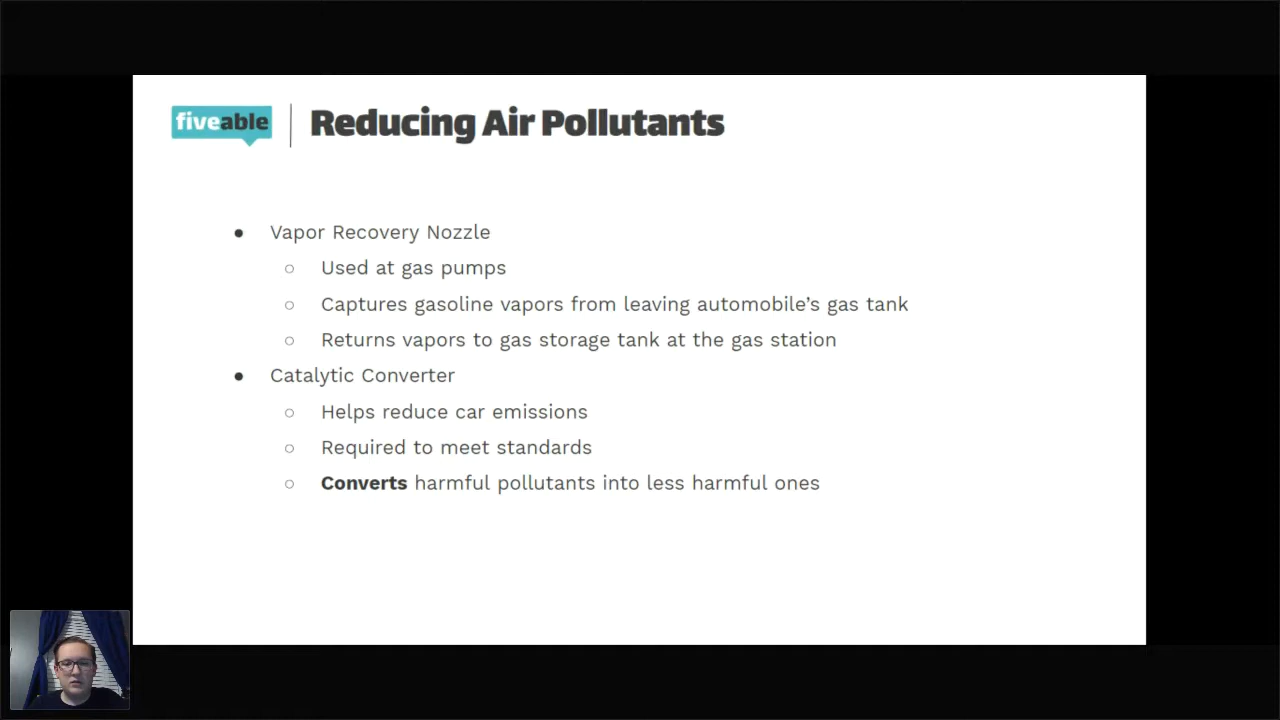 fiveable
Reducing Air Pollutants
● Vapor Recovery Nozzle
○ Used at gas pumps
○ Captures gasoline vapors from leaving automobile’s gas tank
○ Returns vapors to gas storage tank at the gas station
● Catalytic Converter
○ Helps reduce car emissions
○ Required to meet standards
○ Converts harmful pollutants into less harmful ones